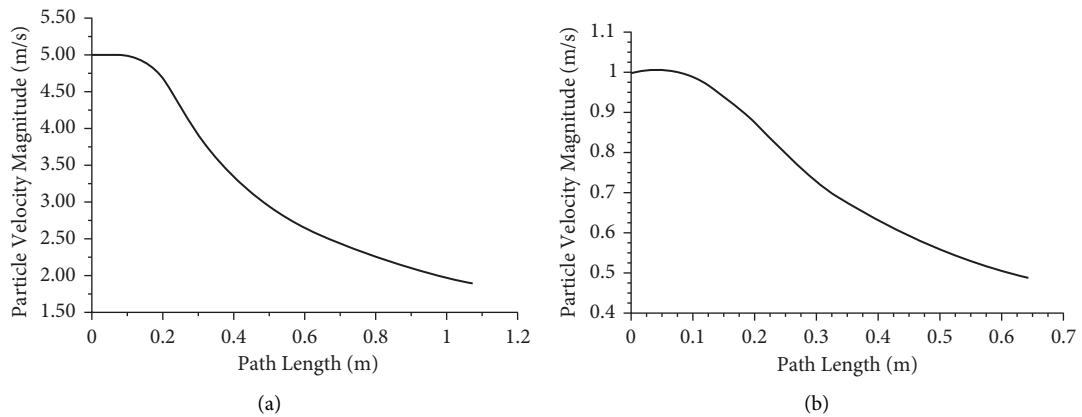 Particle Velocity Magnitude (m/s)
5.50
5.00
4.50
4.00
3.50
3.00
2.50
2.00
1.50
0 0.2 0.4 0.6 0.8 1 1.2
Path Length (m)
(a)
Particle Velocity Magnitude (m/s)
1.1
1
0.9
0.8
0.7
0.6
0.5
0.4
0 0.1 0.2 0.3 0.4 0.5 0.6 0.7
Path Length (m)
(b)